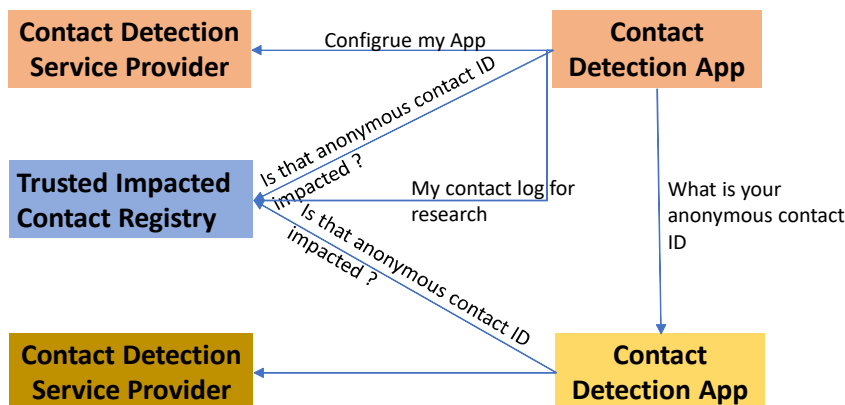 Contact Detection
Service Provider
Configrue my App
Contact
Detection App
Is that anonymous contact ID
impacted ?
Trusted Impacted
Contact Registry
My contact log for
research
What is your
anonymous contact
ID
Is that anonymous contact ID
impacted ?
Contact Detection
Service Provider
Contact
Detection App